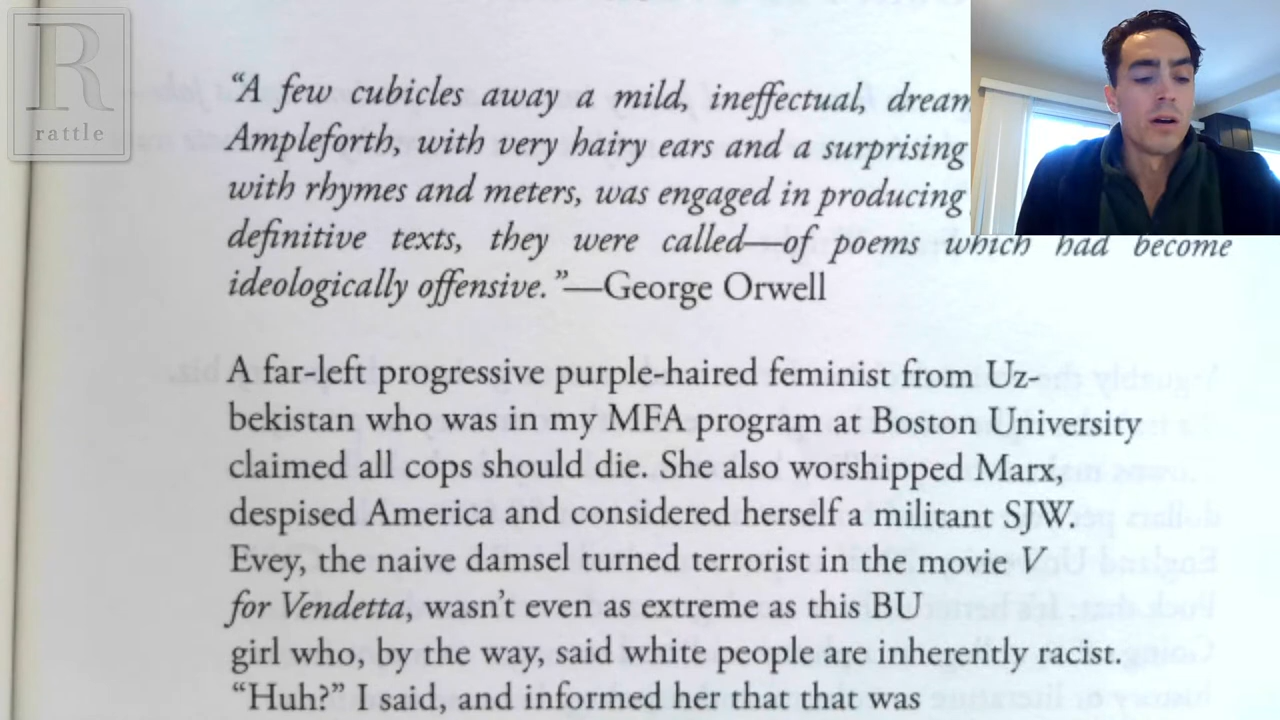 R
rattle
“A few cubicles away a mild, ineffectual,
Ampleforth, with very hairy ears and a surprising
with rhymes and meters, was engaged in producing
definitive texts, they were called—of poems which had become
ideologically offensive.”—George Orwell
A far-left progressive purple-haired feminist from Uz-
bekistan who was in my MFA program at Boston University
claimed all cops should die. She also worshipped Marx,
despised America and considered herself a militant SJW.
Evey, the naive damsel turned terrorist in the movie V
for Vendetta, wasn’t even as extreme as this BU
girl who, by the way, said white people are inherently racist.
“Huh?” I said, and informed her that that was